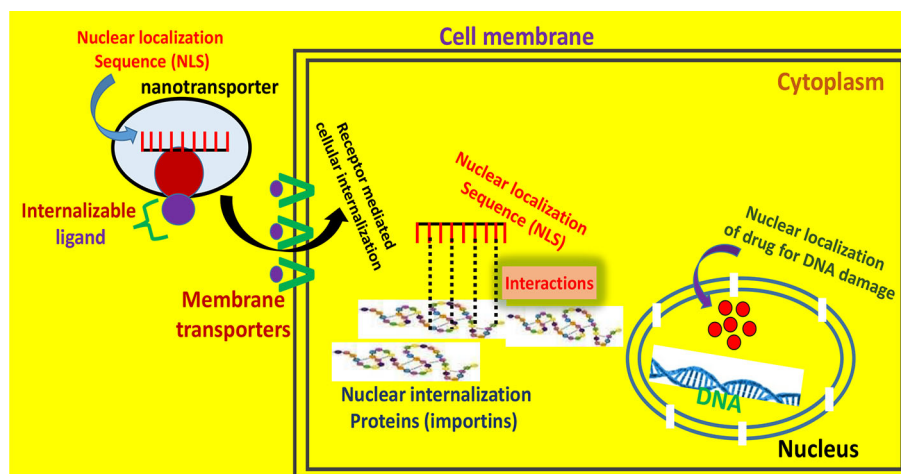 Nuclear localization
Sequence (NLS)
nanotransporter
Internalizable
ligand
Cell membrane
Cytoplasm
Receptor mediated
cellular internalization
Membrane
transporters
Nuclear localization
Sequence (NLS)
Interactions
Nuclear internalization
Proteins (importins)
Nuclear localization
of drug for DNA damage
DNA
Nucleus